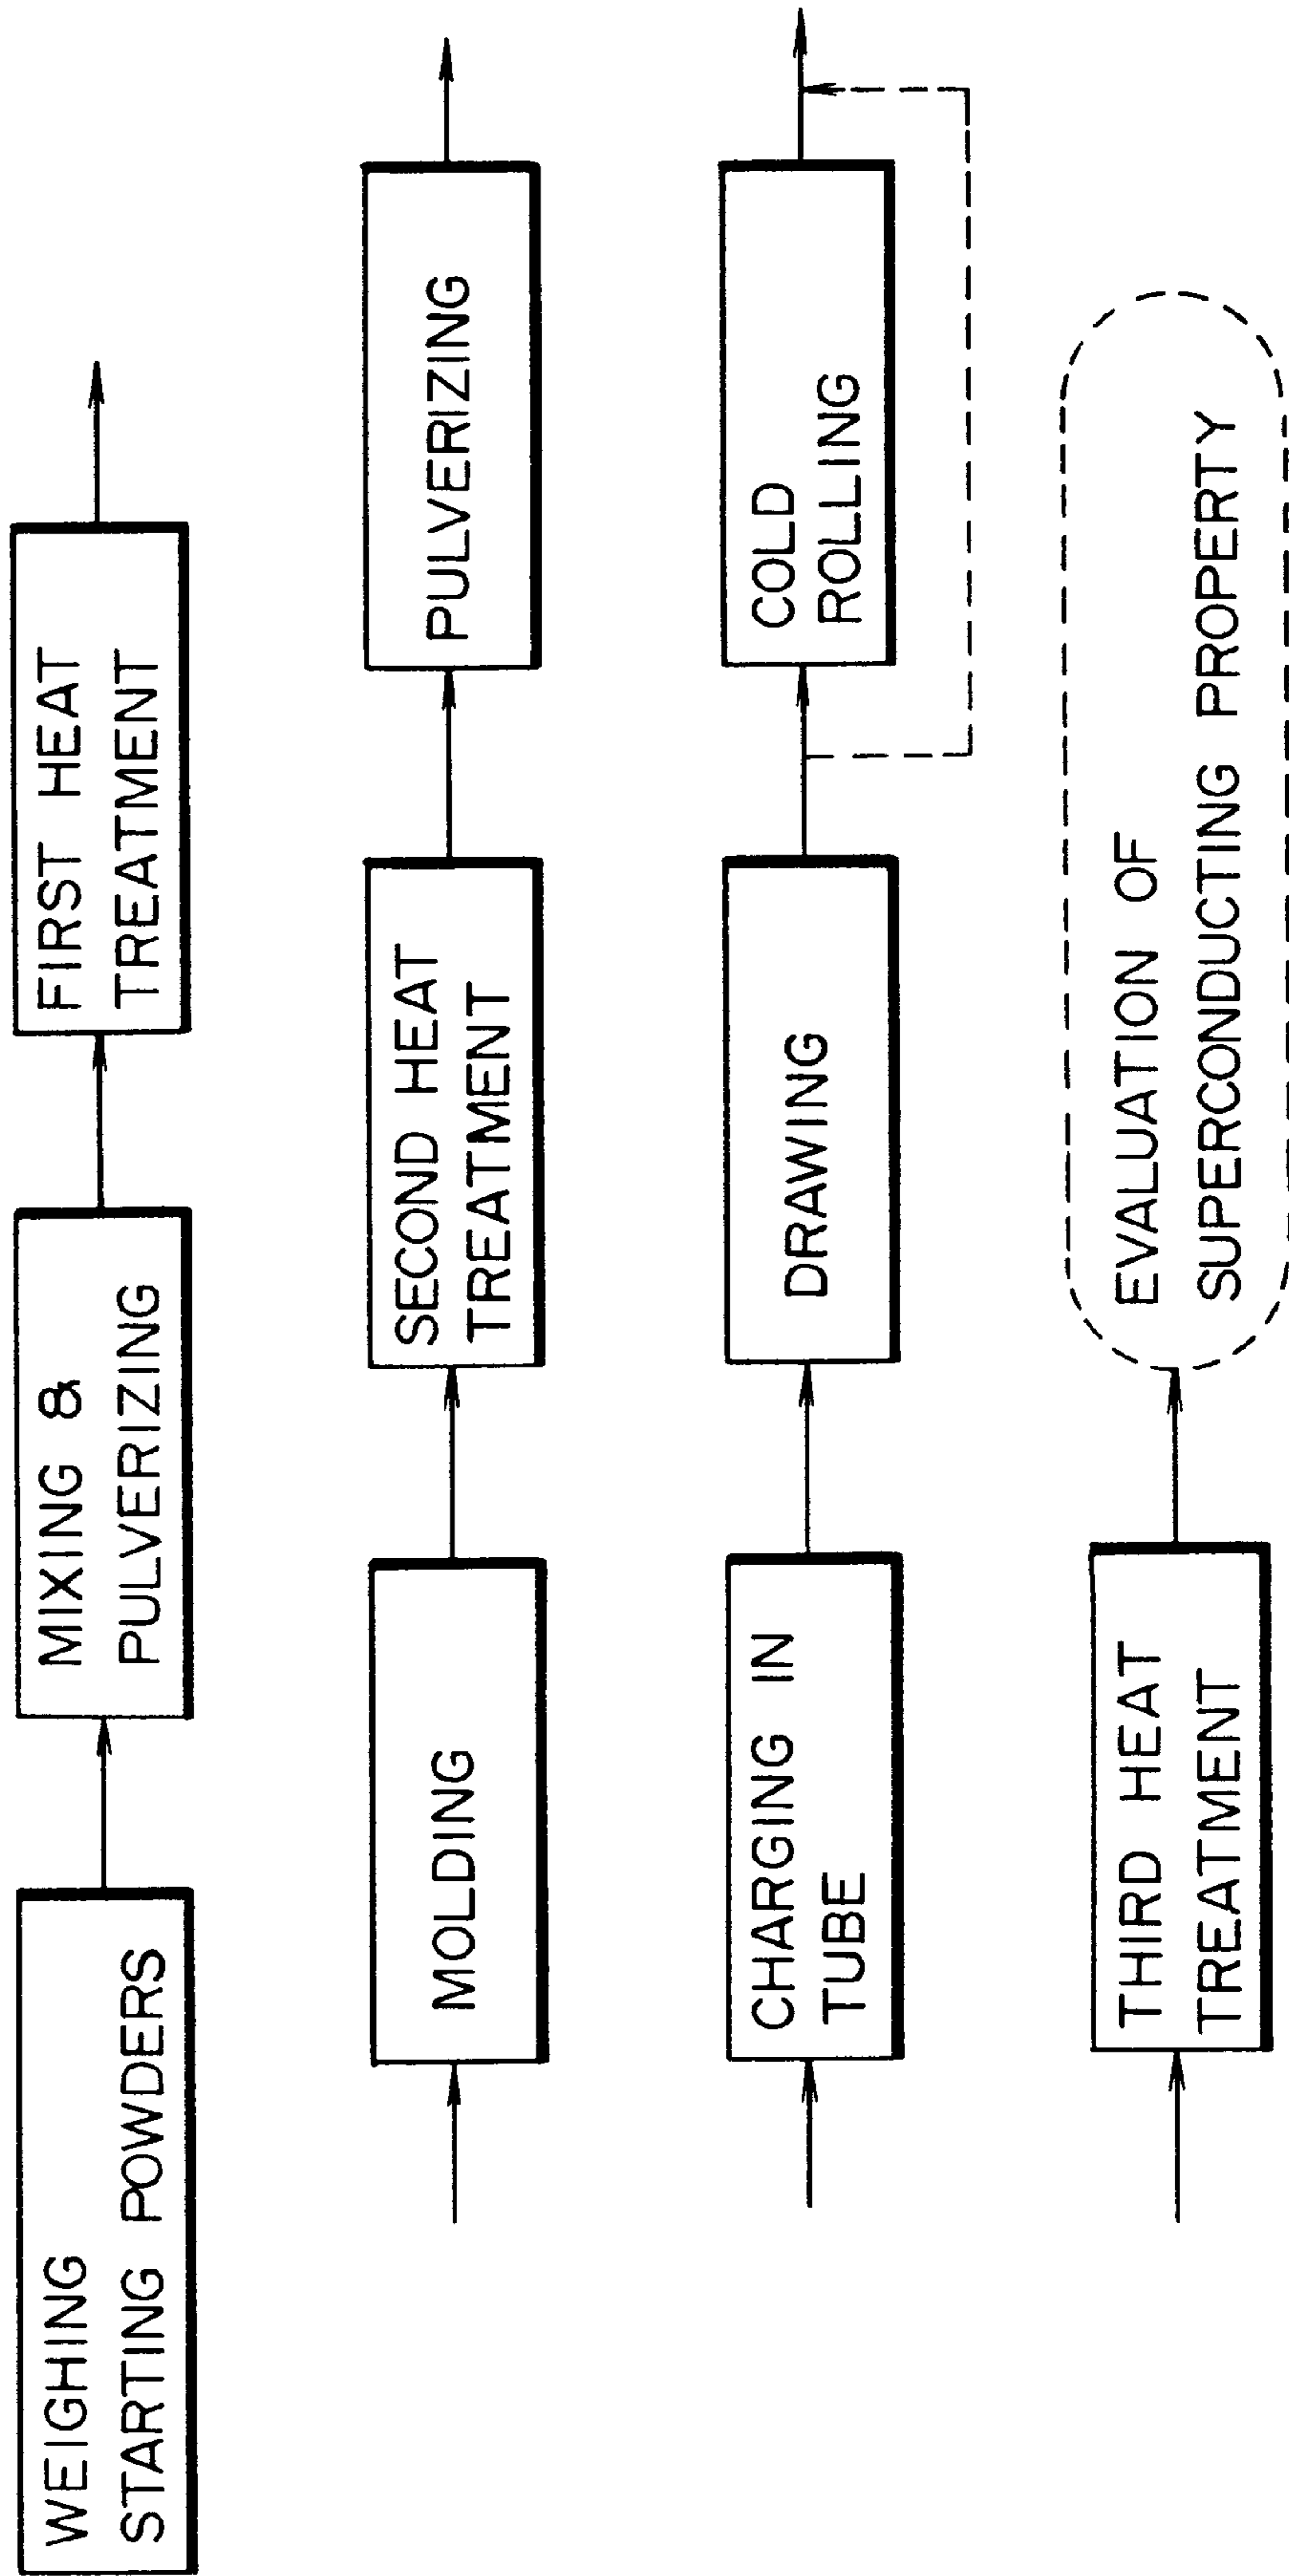 WEIGHING
STARTING POWDERS
MIXING &
PULVERIZING
FIRST HEAT
TREATMENT
MOLDING
SECOND HEAT
TREATMENT
PULVERIZING
CHARGING IN
TUBE
DRAWING
COLD
ROLLING
THIRD HEAT
TREATMENT
EVALUATION OF
SUPERCONDUCTING PROPERTY